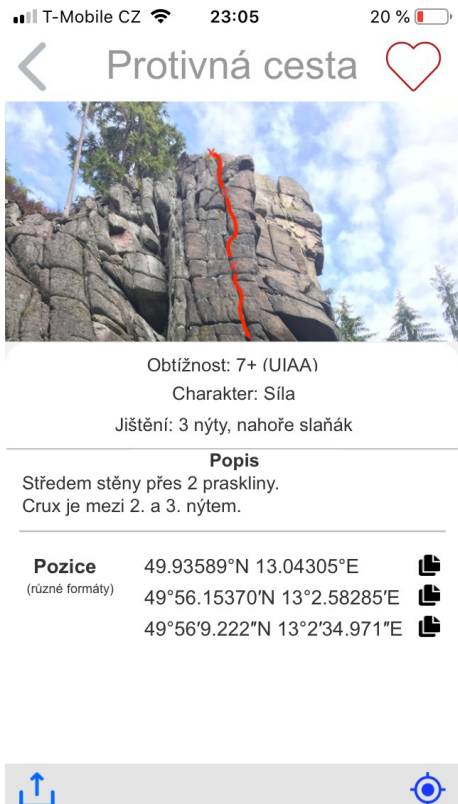 T-Mobile CZ 23:05 20 %
Protivná cesta
Obtížnost: 7+ (UIAA)
Charakter: Síla
Jištění: 3 nýty, nahoře slaňák
Popis
Středem stěny přes 2 praskliny.
Crux je mezi 2. a 3. nýtem.
Pozice 49.93589°N 13.04305°E
(různé formáty) 49°56.15370′N 13°2.58285′E
49°56′9.222″N 13°2′34.971″E